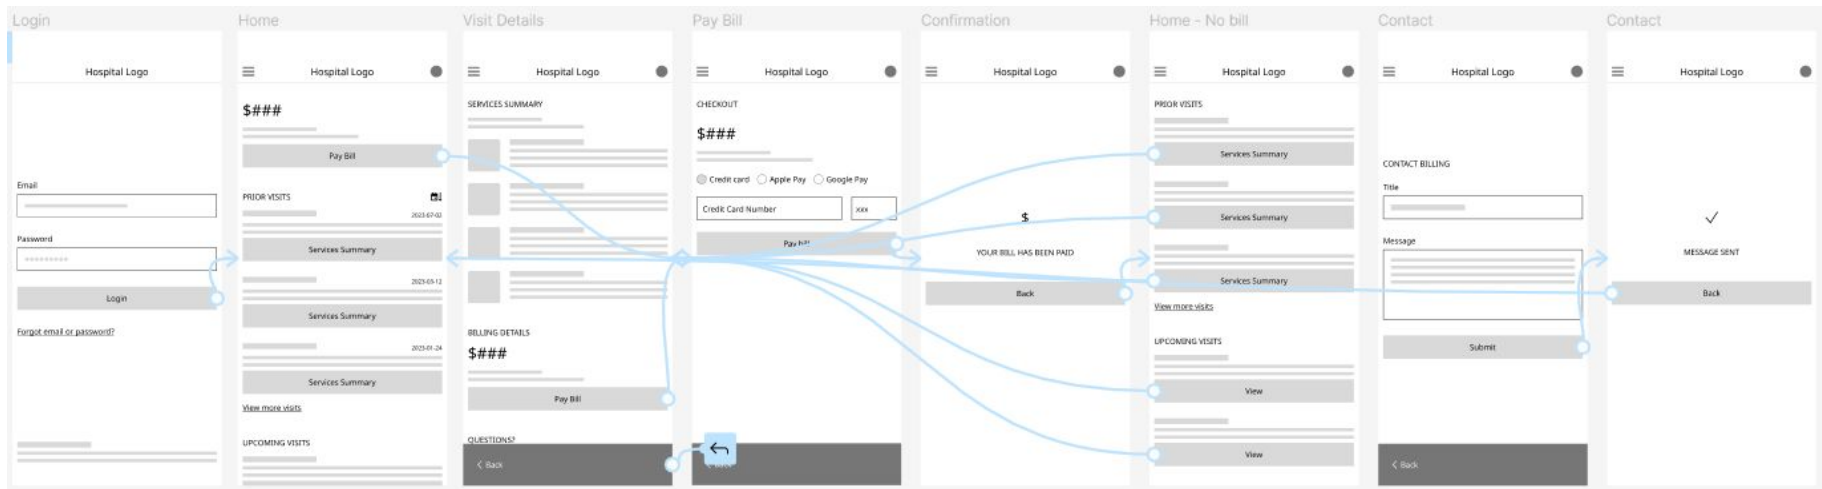 Login
Hospital Logo
Email
Password
Login
Forgot email or password?
Home
Hospital Logo
$###
Pay Bill
PRIOR VISITS
2023-07-02
Services Summary
2023-03-12
Services Summary
2023-01-24
Services Summary
View more visits
UPCOMING VISITS
Visit Details
Hospital Logo
SERVICES SUMMARY
BILLING DETAILS
$###
Pay Bill
QUESTIONS?
< Back
Pay Bill
Hospital Logo
CHECKOUT
$###
Credit card Apple Pay Google Pay
Credit Card Number xxx
Pay bill
Confirmation
Hospital Logo
$
YOUR BILL HAS BEEN PAID
Back
Home - No bill
Hospital Logo
PRIOR VISITS
Services Summary
Services Summary
Services Summary
View more visits
UPCOMING VISITS
View
View
Contact
Hospital Logo
CONTACT BILLING
Title
Message
Submit
< Back
Contact
Hospital Logo
MESSAGE SENT
Back